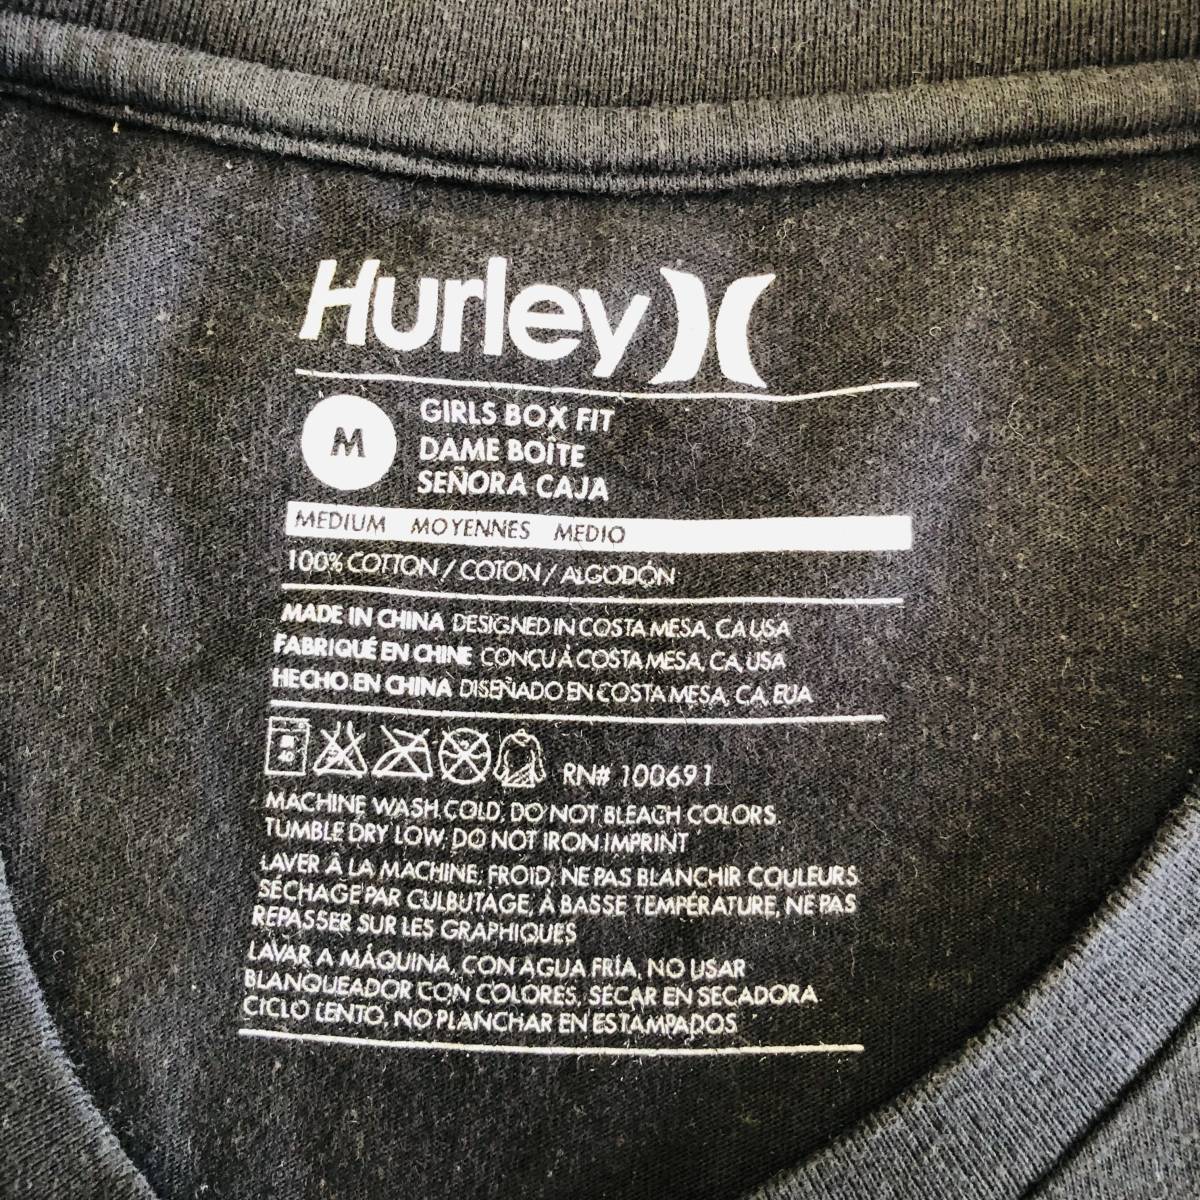 Hurley
M
GIRLS BOX FIT
DAME BOÎTE
SEÑORA CAJA
MEDIUM MOYENNES MEDIO
100% COTTON / COTON / ALGODÓN
MADE IN CHINA DESIGNED IN COSTA MESA, CA USA
FABRIQUÉ EN CHINE CONÇU À COSTA MESA, CA, USA
HECHO EN CHINA DISEÑADO EN COSTA MESA, CA, EUA
40
RN# 100691
MACHINE WASH COLD, DO NOT BLEACH COLORS.
TUMBLE DRY LOW, DO NOT IRON IMPRINT
LAVER À LA MACHINE, FROID, NE PAS BLANCHIR COULEURS
SÉCHAGE PAR CULBUTAGE, À BASSE TEMPÉRATURE, NE PAS
REPASSER SUR LES GRAPHIQUES
LAVAR A MÁQUINA, CON AGUA FRÍA, NO USAR
BLANQUEADOR CON COLORES, SECAR EN SECADORA
CICLO LENTO, NO PLANCHAR EN ESTAMPADOS